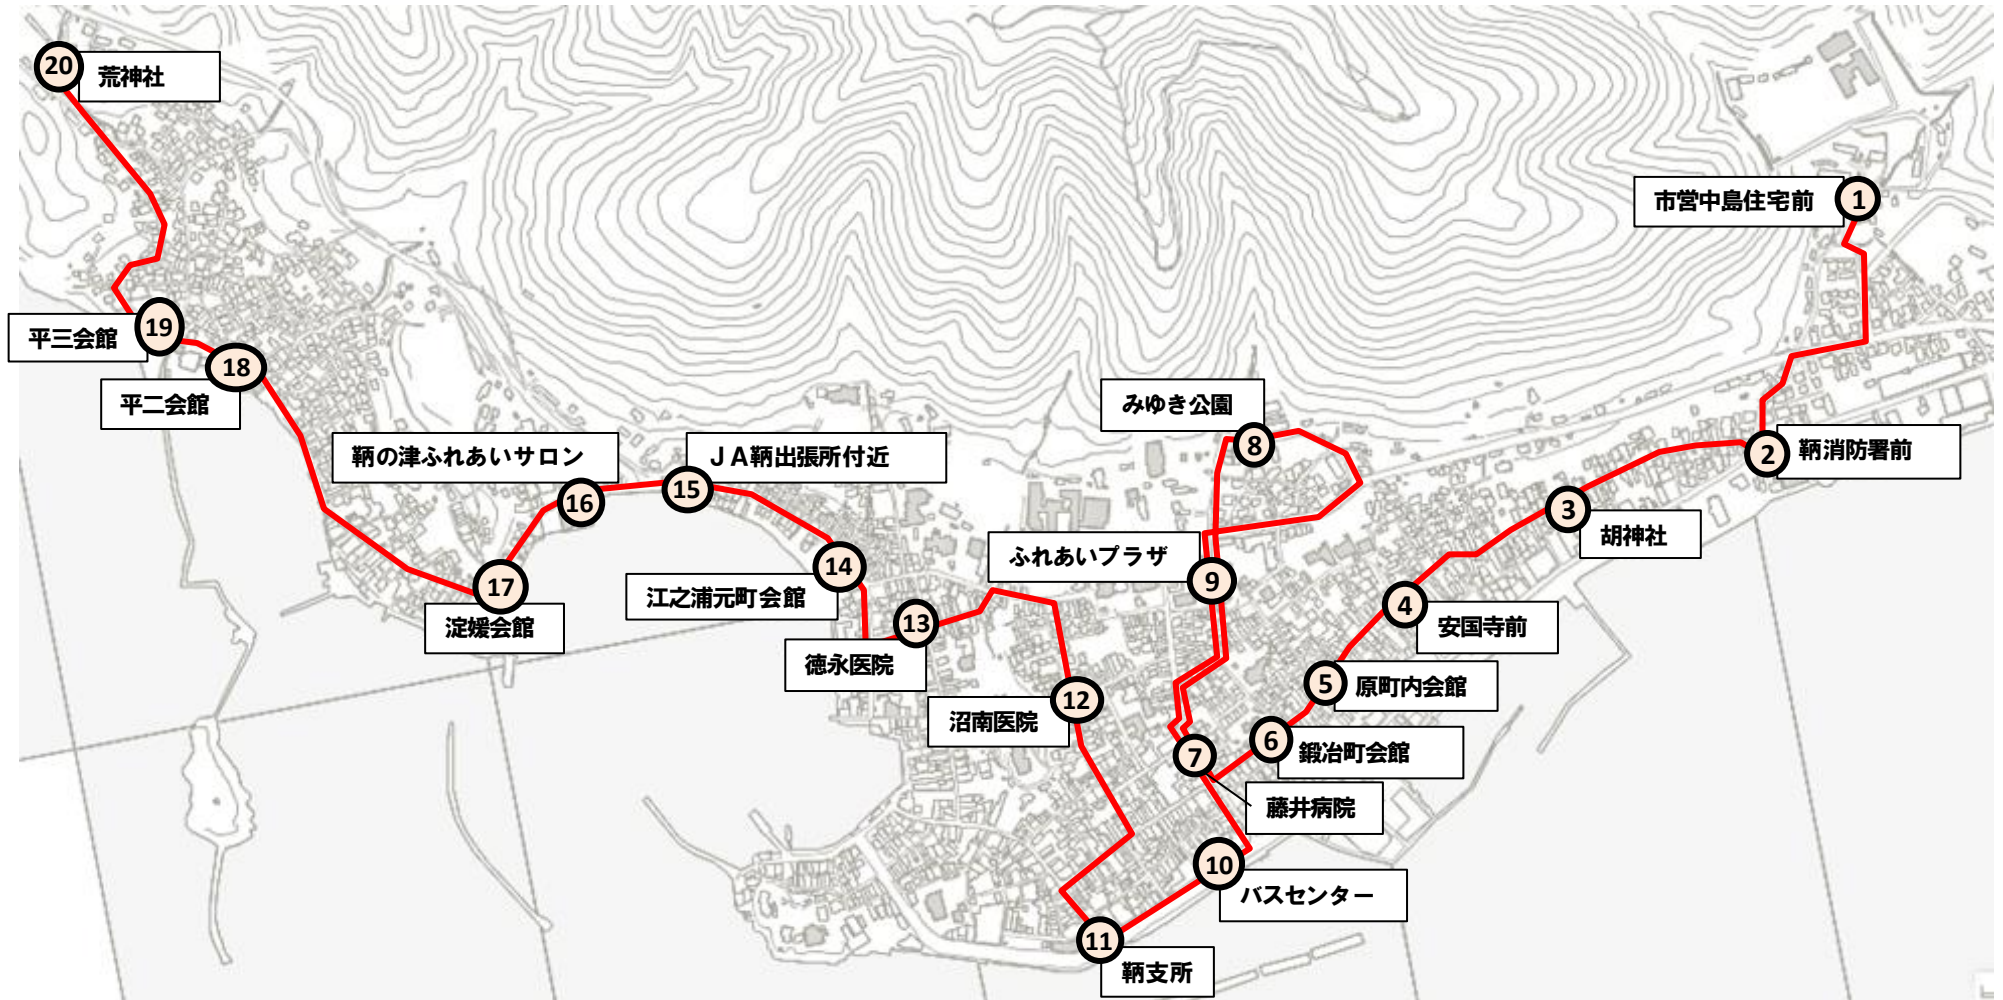 20
荒神社
1
市営中島住宅前
19
平三会館
18
平二会館
みゆき公園
8
鞆の津ふれあいサロン
16
JA鞆出張所付近
15
2
鞆消防署前
3
胡神社
ふれあいプラザ
9
14
江之浦元町会館
17
淀媛会館
4
安国寺前
13
徳永医院
5
原町内会館
12
沼南医院
6
鍛冶町会館
7
藤井病院
10
バスセンター
11
鞆支所